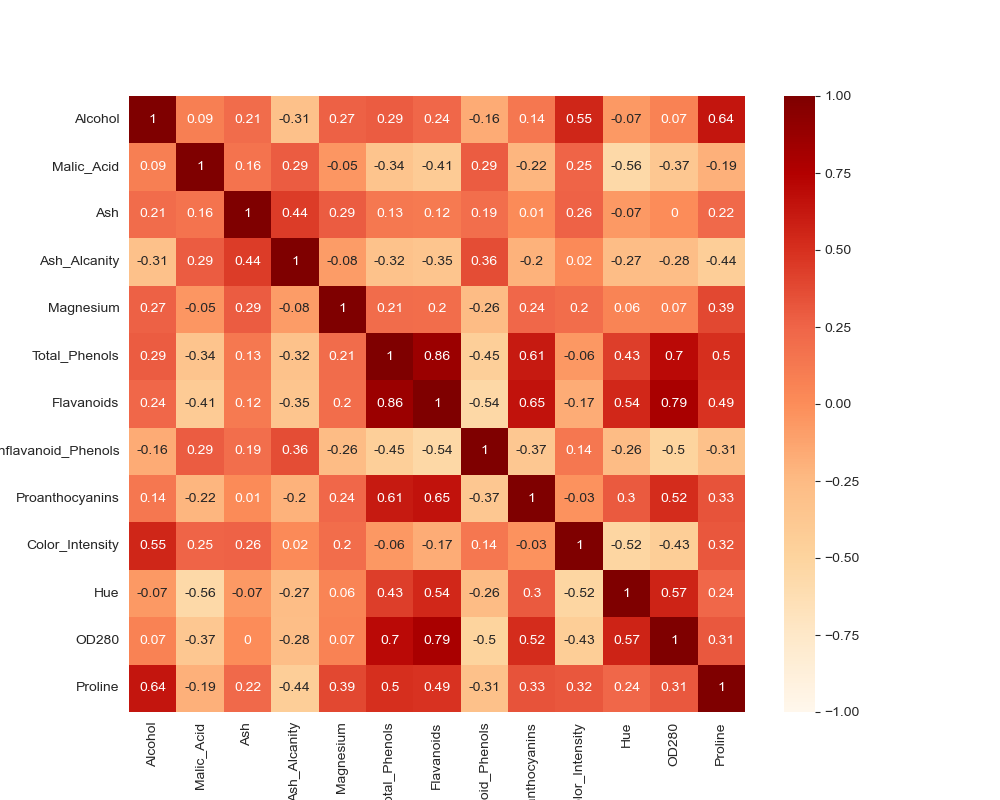 1.00
Alcohol 1 0.09 0.21 -0.31 0.27 0.29 0.24 -0.16 0.14 0.55 -0.07 0.07 0.64
Malic_Acid 0.09 1 0.16 0.29 -0.05 -0.34 -0.41 0.29 -0.22 0.25 -0.56 -0.37 -0.19
0.75
Ash 0.21 0.16 1 0.44 0.29 0.13 0.12 0.19 0.01 0.26 -0.07 0 0.22
0.50
Ash_Alcanity -0.31 0.29 0.44 1 -0.08 -0.32 -0.35 0.36 -0.2 0.02 -0.27 -0.28 -0.44
Magnesium 0.27 -0.05 0.29 -0.08 1 0.21 0.2 -0.26 0.24 0.2 0.06 0.07 0.39
0.25
Total_Phenols 0.29 -0.34 0.13 -0.32 0.21 1 0.86 -0.45 0.61 -0.06 0.43 0.7 0.5
Flavanoids 0.24 -0.41 0.12 -0.35 0.2 0.86 1 -0.54 0.65 -0.17 0.54 0.79 0.49
0.00
nflavanoid_Phenols -0.16 0.29 0.19 0.36 -0.26 -0.45 -0.54 1 -0.37 0.14 -0.26 -0.5 -0.31
-0.25
Proanthocyanins 0.14 -0.22 0.01 -0.2 0.24 0.61 0.65 -0.37 1 -0.03 0.3 0.52 0.33
Color_Intensity 0.55 0.25 0.26 0.02 0.2 -0.06 -0.17 0.14 -0.03 1 -0.52 -0.43 0.32
-0.50
Hue -0.07 -0.56 -0.07 -0.27 0.06 0.43 0.54 -0.26 0.3 -0.52 1 0.57 0.24
-0.75
OD280 0.07 -0.37 0 -0.28 0.07 0.7 0.79 -0.5 0.52 -0.43 0.57 1 0.31
Proline 0.64 -0.19 0.22 -0.44 0.39 0.5 0.49 -0.31 0.33 0.32 0.24 0.31 1
-1.00
Alcohol
Malic_Acid
Ash
Ash_Alcanity
Magnesium
otal_Phenols
Flavanoids
oid_Phenols
nthocyanins
lor_Intensity
Hue
OD280
Proline